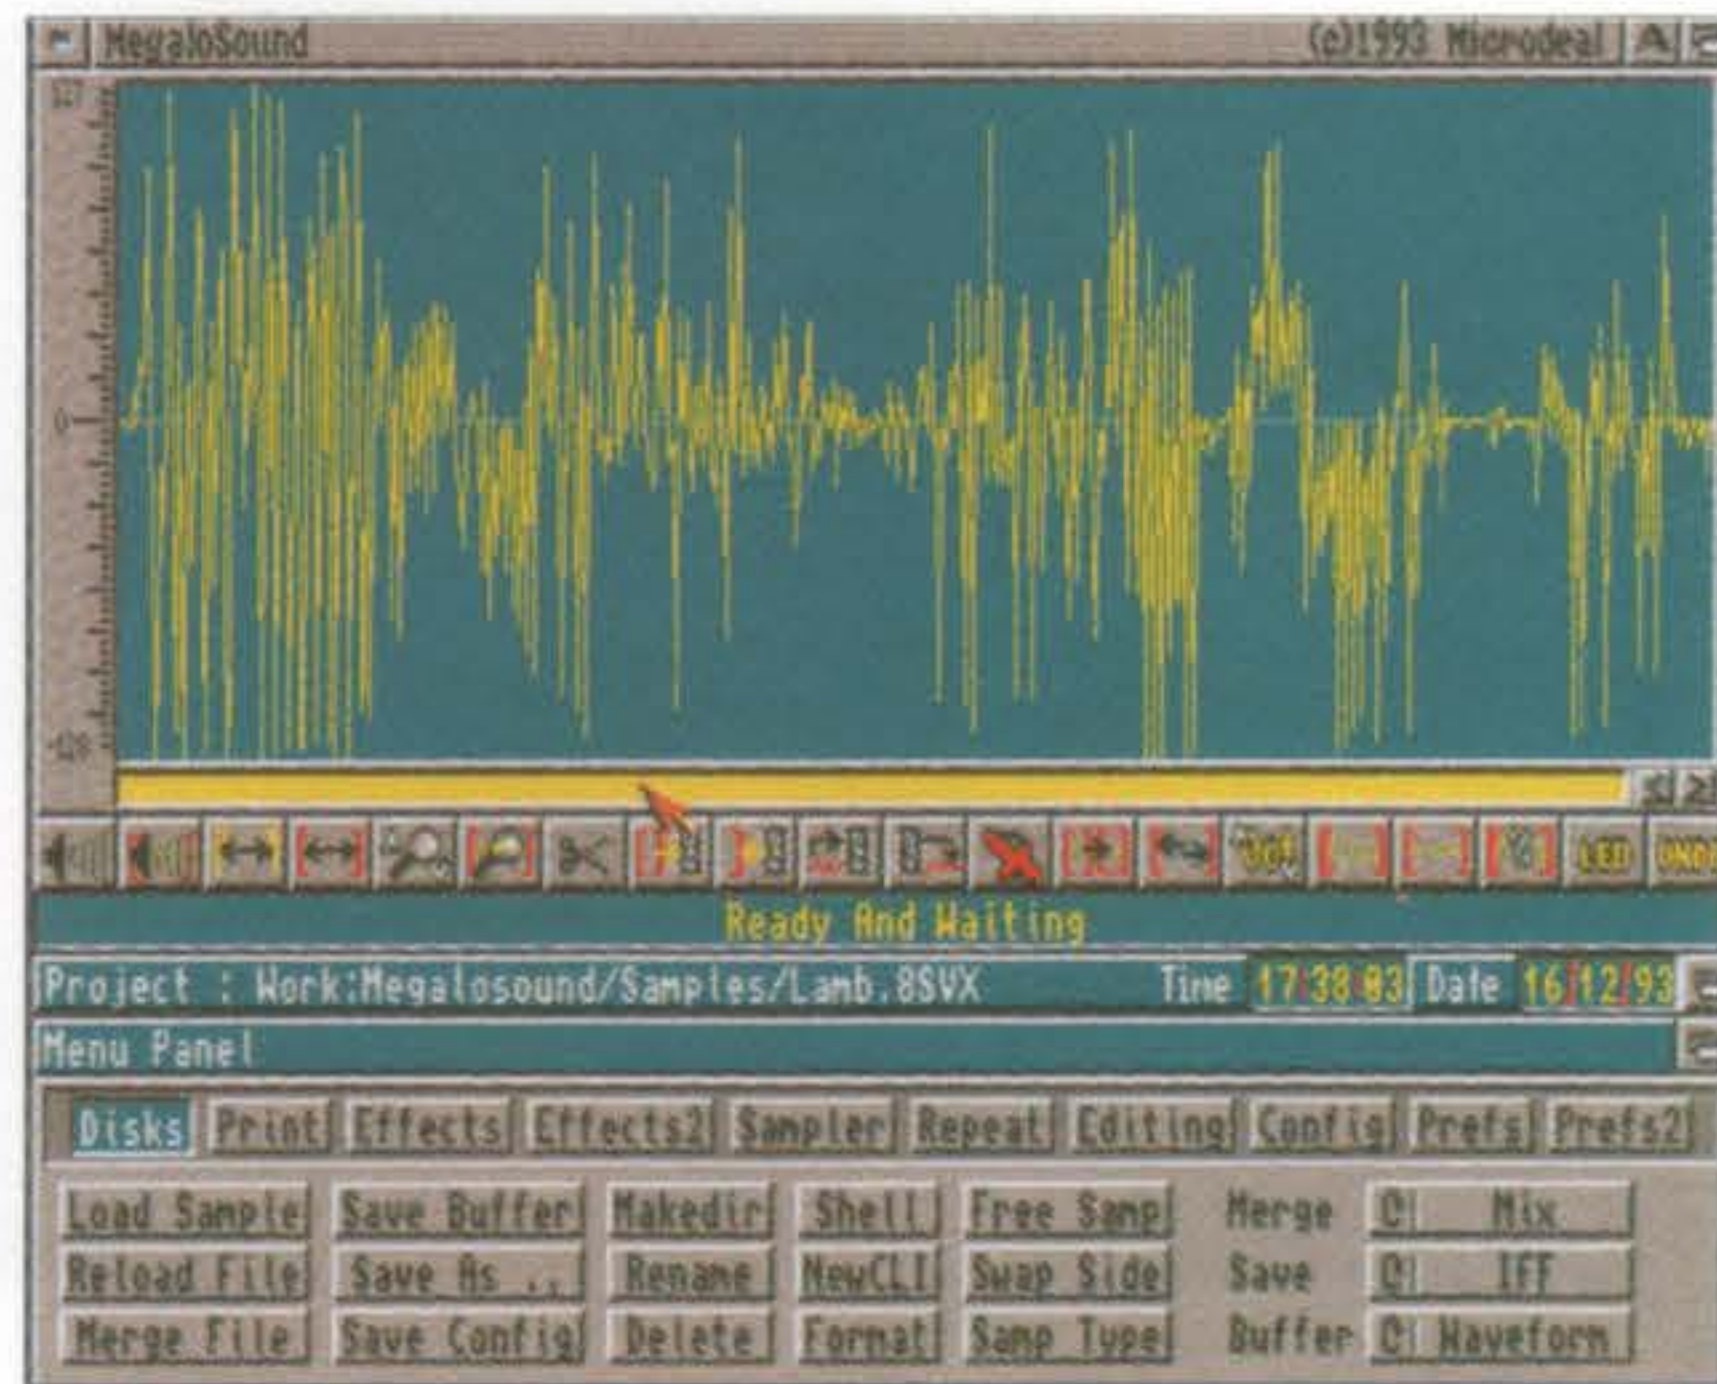 MegaloSound (c)1993 Microdeal A
0
LED
Ready And Waiting
Project : Work:Megalosound/Samples/Lamb.8SVX Time 17:38:03 Date 16/12/93
Menu Panel
Disks Print Effects Effects2 Sampler Repeat Editing Config Prefs Prefs2
Load Sample Save Buffer Makedir Shell Free Samp Merge Mix
Reload File Save As .. Rename NewCLI Swap Side Save IFF
Merge File Save Config Delete Format Samp Type Buffer Waveform